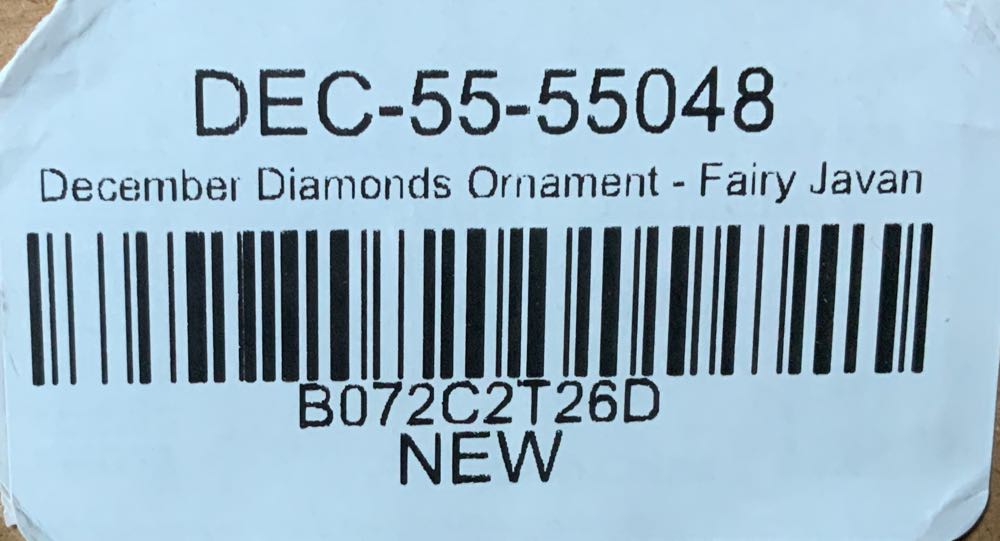 DEC-55-55048
December Diamonds Ornament - Fairy Javan
B072C2T26D
NEW